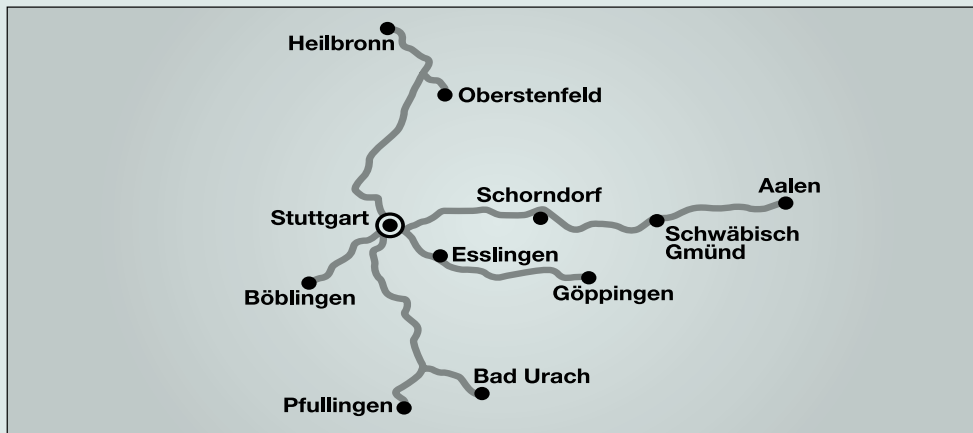 Heilbronn
Oberstenfeld
Aalen
Schorndorf
Stuttgart
Schwäbisch
Gmünd
Esslingen
Böblingen
Göppingen
Bad Urach
Pfullingen